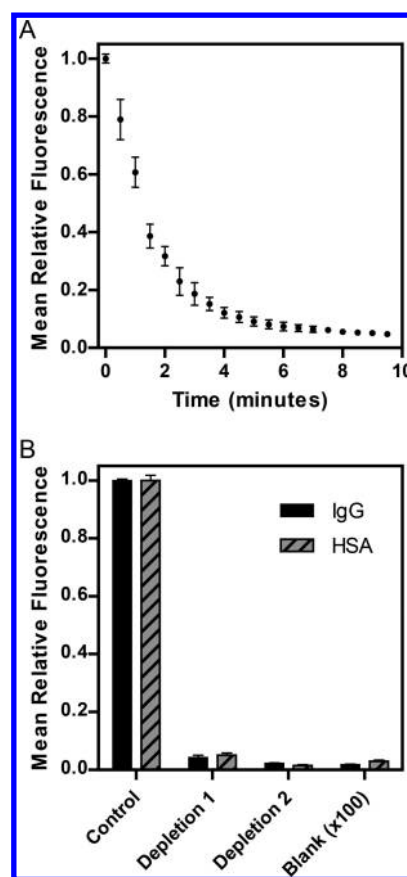 A
Mean Relative Fluorescence
1.0
0.8
0.6
0.4
0.2
0.0
0 2 4 6 8 10
Time (minutes)
B
Mean Relative Fluorescence
1.0
0.8
0.6
0.4
0.2
0.0
IgG
HSA
Control Depletion 1 Depletion 2 Blank (x100)